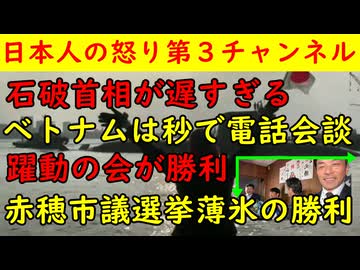 日本人の怒り第３チャンネル
石破首相が遅すぎる
ベトナムは秒で電話会談
躍動の会が勝利
赤穂市議選挙薄氷の勝利